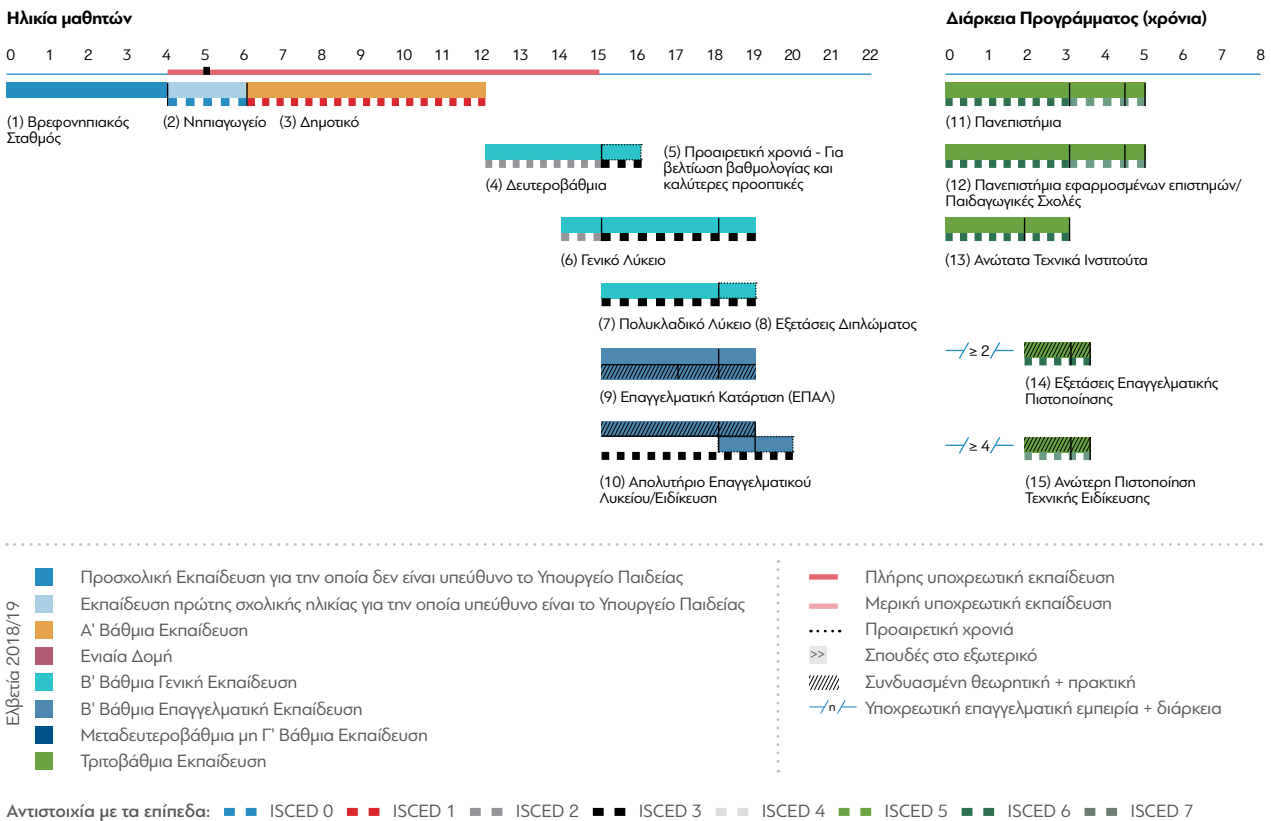 Ηλικία μαθητών
0 1 2 3 4 5 6 7 8 9 10 11 12 13 14 15 16 17 18 19 20 21 22
(1) Βρεφονηπιακός
Σταθμός
(2) Νηπιαγωγείο
(3) Δημοτικό
(4) Δευτεροβάθμια
(5) Προαιρετική χρονιά - Για
βελτίωση βαθμολογίας και
καλύτερες προοπτικές
(6) Γενικό Λύκειο
(7) Πολυκλαδικό Λύκειο (8) Εξετάσεις Διπλώματος
(9) Επαγγελματική Κατάρτιση (ΕΠΑΛ)
(10) Απολυτήριο Επαγγελματικού
Λυκείου/Ειδίκευση
Διάρκεια Προγράμματος (χρόνια)
0 1 2 3 4 5 6 7 8
(11) Πανεπιστήμια
(12) Πανεπιστήμια εφαρμοσμένων επιστημών/
Παιδαγωγικές Σχολές
(13) Ανώτατα Τεχνικά Ινστιτούτα
≥ 2
(14) Εξετάσεις Επαγγελματικής
Πιστοποίησης
≥ 4
(15) Ανώτερη Πιστοποίηση
Τεχνικής Ειδίκευσης
Ελβετία 2018/19
Προσχολική Εκπαίδευση για την οποία δεν είναι υπεύθυνο το Υπουργείο Παιδείας
Εκπαίδευση πρώτης σχολικής ηλικίας για την οποία υπεύθυνο είναι το Υπουργείο Παιδείας
Α' Βάθμια Εκπαίδευση
Ενιαία Δομή
Β' Βάθμια Γενική Εκπαίδευση
Β' Βάθμια Επαγγελματική Εκπαίδευση
Μεταδευτεροβάθμια μη Γ' Βάθμια Εκπαίδευση
Τριτοβάθμια Εκπαίδευση
Πλήρης υποχρεωτική εκπαίδευση
Μερική υποχρεωτική εκπαίδευση
Προαιρετική χρονιά
>> Σπουδές στο εξωτερικό
Συνδυασμένη θεωρητική + πρακτική
n Υποχρεωτική επαγγελματική εμπειρία + διάρκεια
Αντιστοιχία με τα επίπεδα: ISCED 0 ISCED 1 ISCED 2 ISCED 3 ISCED 4 ISCED 5 ISCED 6 ISCED 7